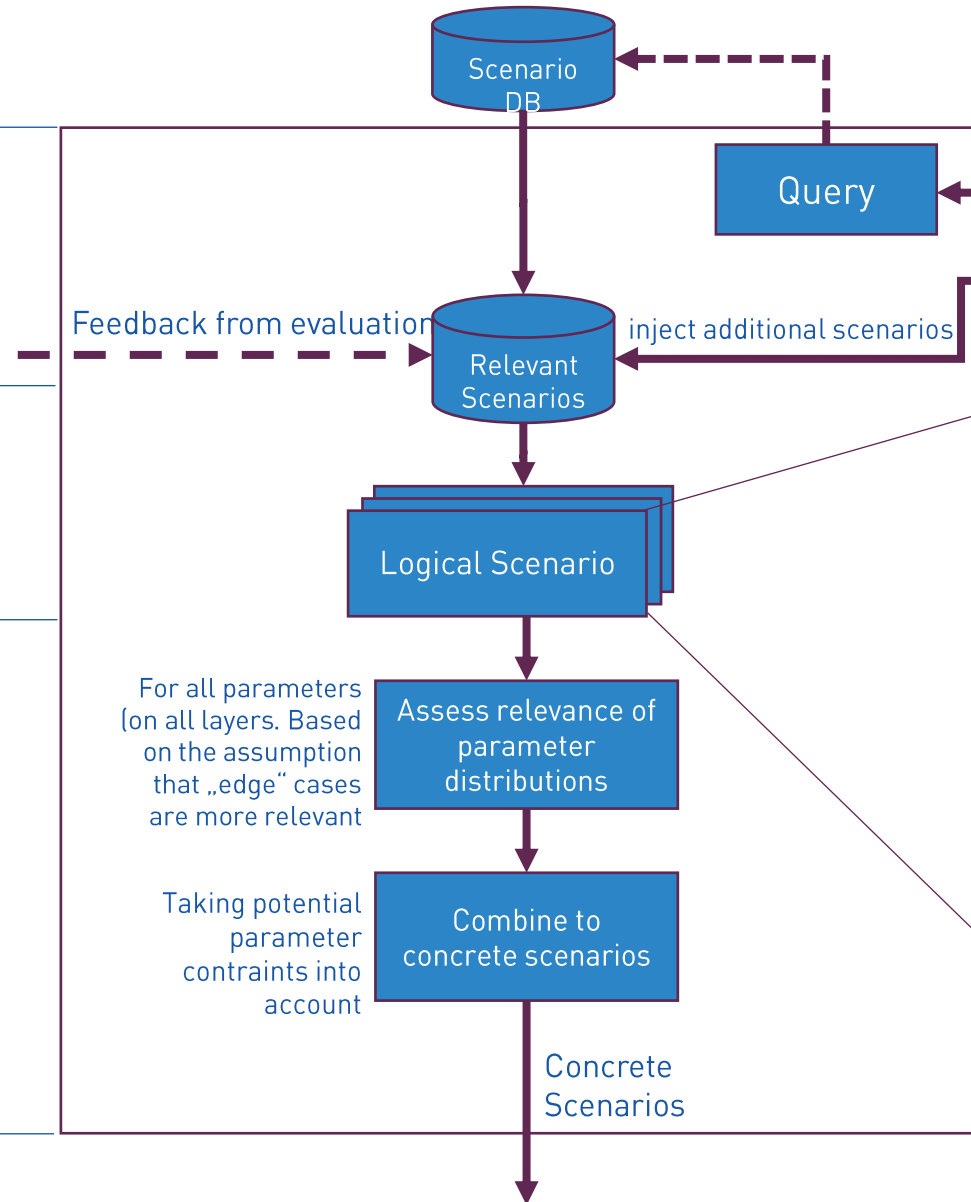 Scenario
DB
Query
Feedback from evaluation
inject additional scenarios
Relevant
Scenarios
Logical Scenario
For all parameters
(on all layers. Based
on the assumption
that „edge“ cases
are more relevant
Assess relevance of
parameter
distributions
Taking potential
parameter
contraints into
account
Combine to
concrete scenarios
Concrete
Scenarios